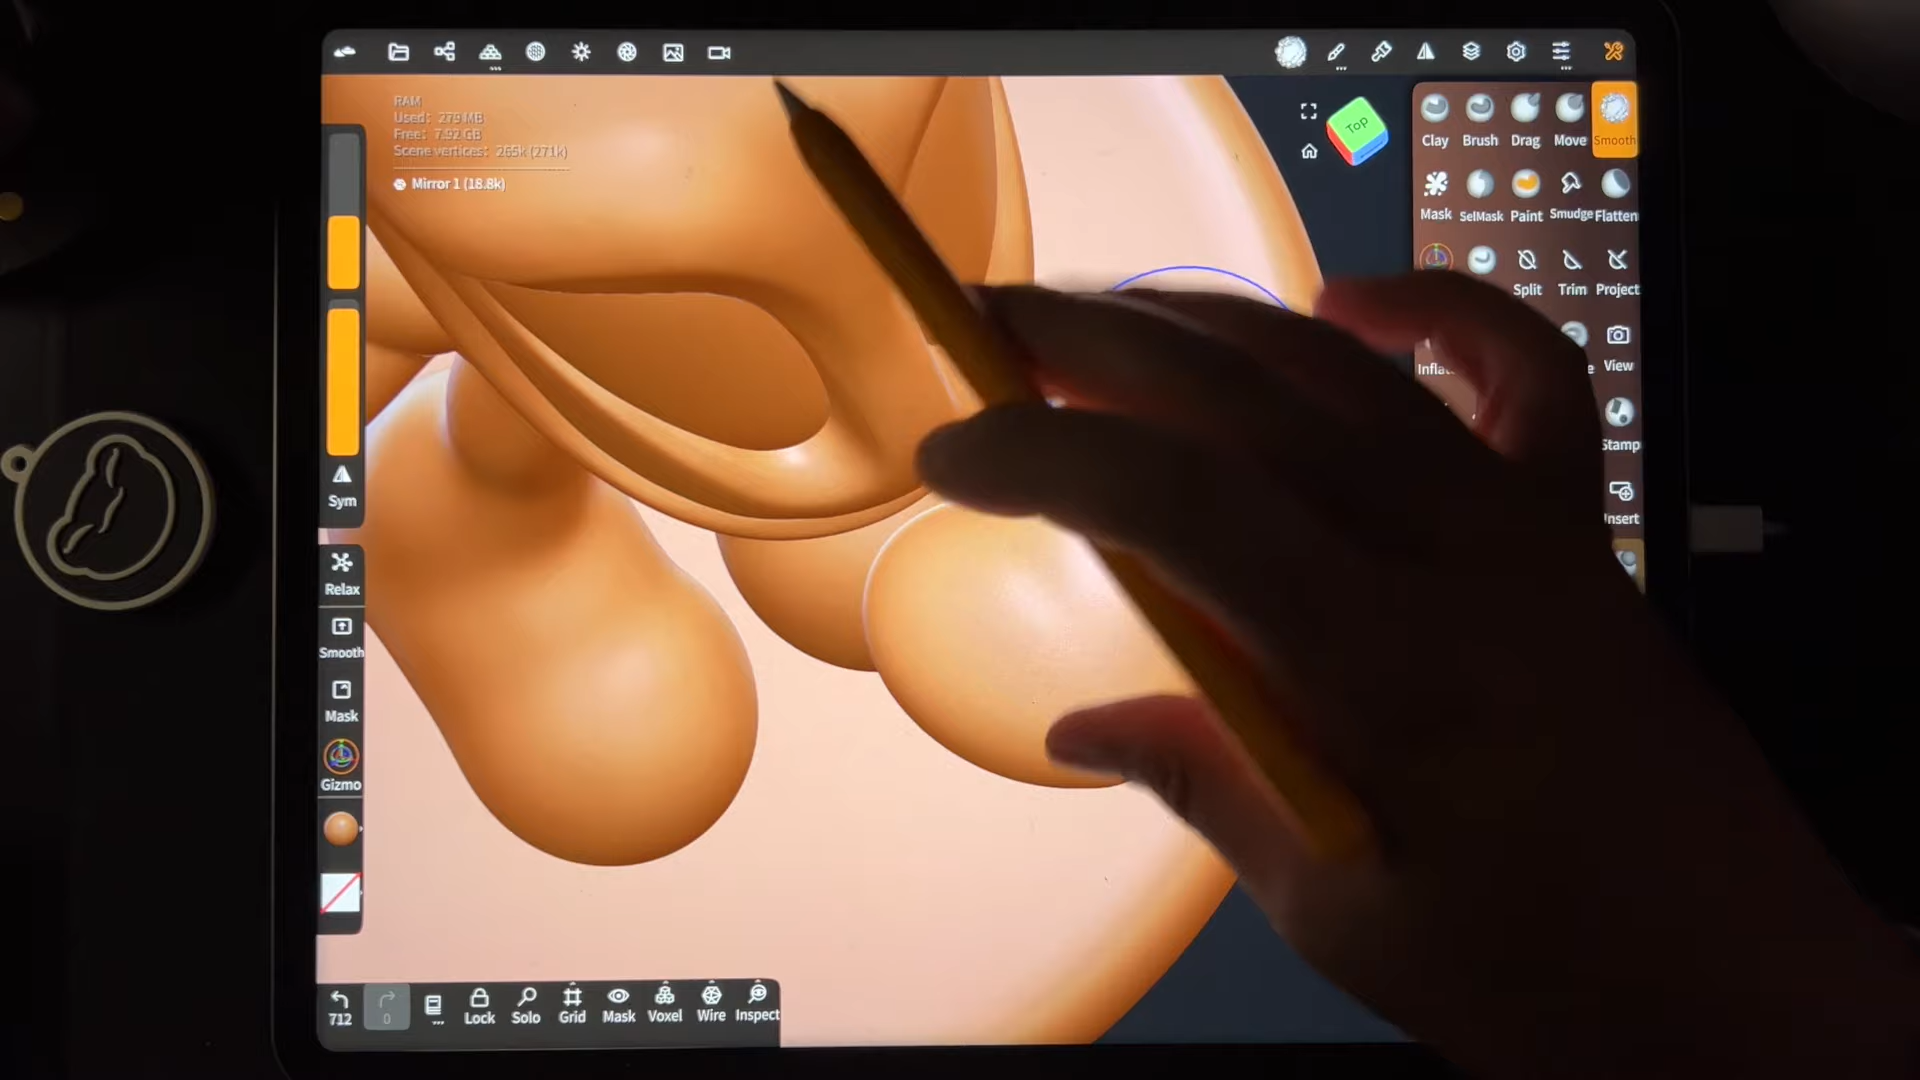 RAM
Used: 279 MB
Free: 7.92 GB
Scene vertices: 265k (271k)
Mirror 1 (18.8k)
Top
Clay Brush Drag Move Smooth
Mask SelMask Paint Smudge Flatten
Split Trim Project
View
Stamp
Insert
Sym
Relax
Smooth
Mask
Gizmo
712 0 Lock Solo Grid Mask Voxel Wire Inspect